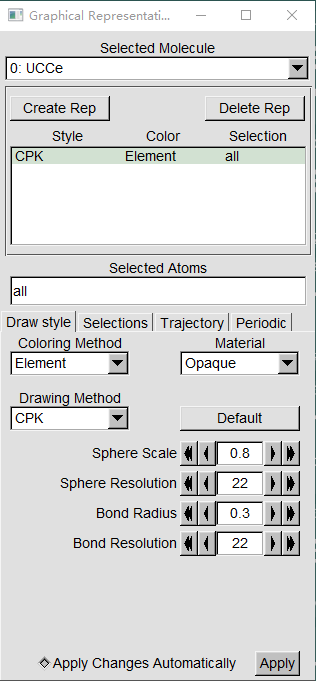 Graphical Representati...
Selected Molecule
0: UCCe
Create Rep Delete Rep
Style Color Selection
CPK Element all
Selected Atoms
all
Draw style Selections Trajectory Periodic
Coloring Method Material
Element Opaque
Drawing Method
CPK Default
Sphere Scale 0.8
Sphere Resolution 22
Bond Radius 0.3
Bond Resolution 22
Apply Changes Automatically Apply